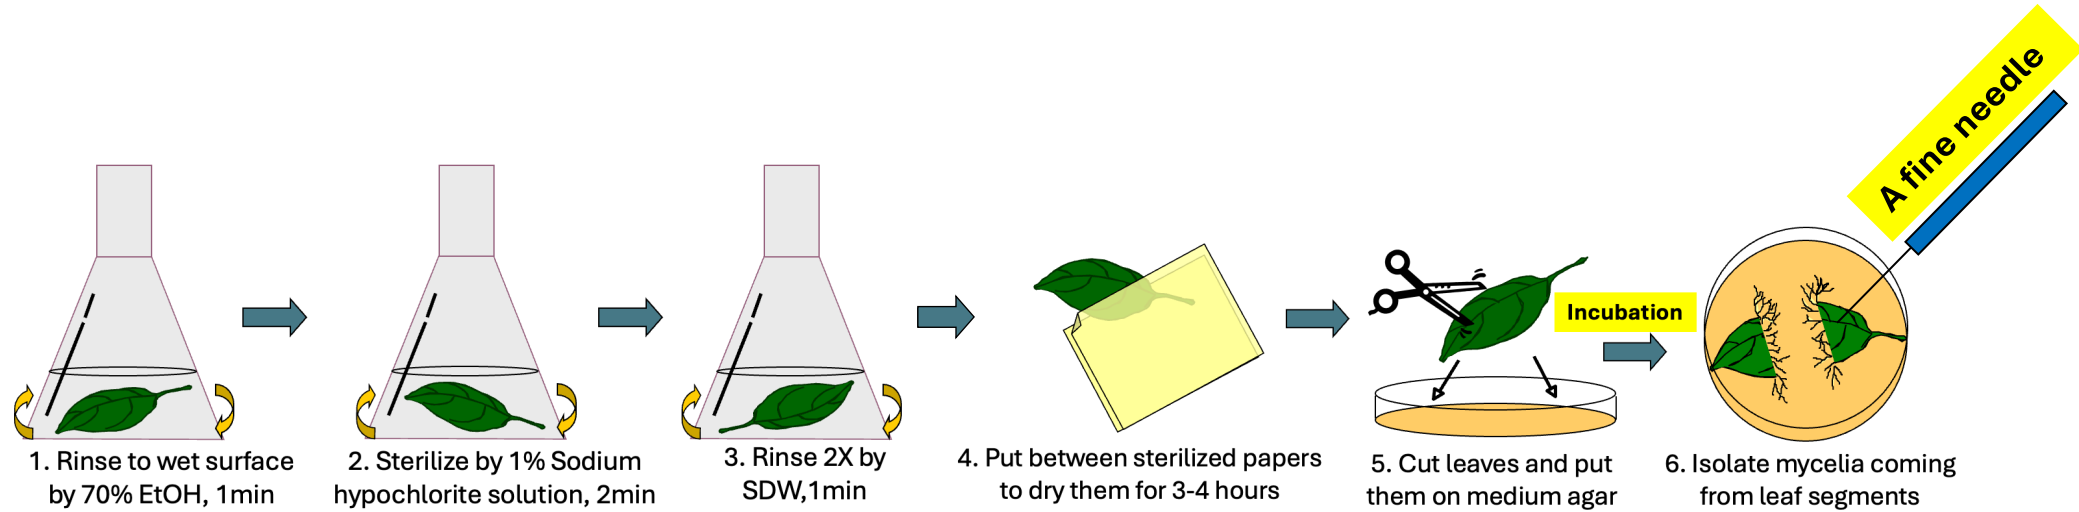 A fine needle
Incubation
1. Rinse to wet surface
by 70% EtOH, 1min
2. Sterilize by 1% Sodium
hypochlorite solution, 2min
3. Rinse 2X by
SDW,1min
4. Put between sterilized papers
to dry them for 3-4 hours
5. Cut leaves and put
them on medium agar
6. Isolate mycelia coming
from leaf segments